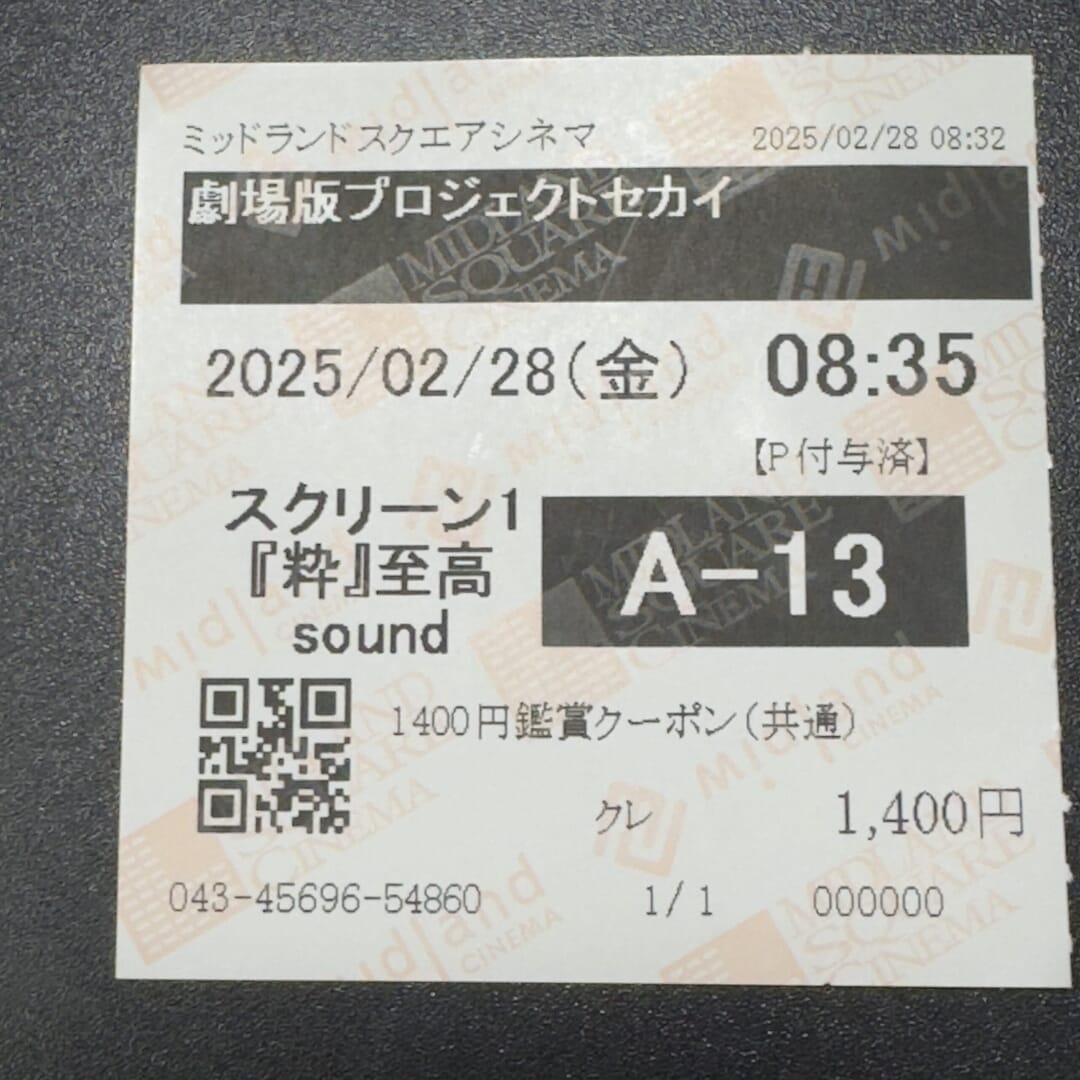 ミッドランドスクエアシネマ 2025/02/28 08:32
劇場版プロジェクトセカイ
2025/02/28(金) 08:35
【P付与済】
スクリーン1
『粋』至高
sound
A-13
1400円鑑賞クーポン(共通)
クレ 1,400円
043-45696-54860 1/1 000000